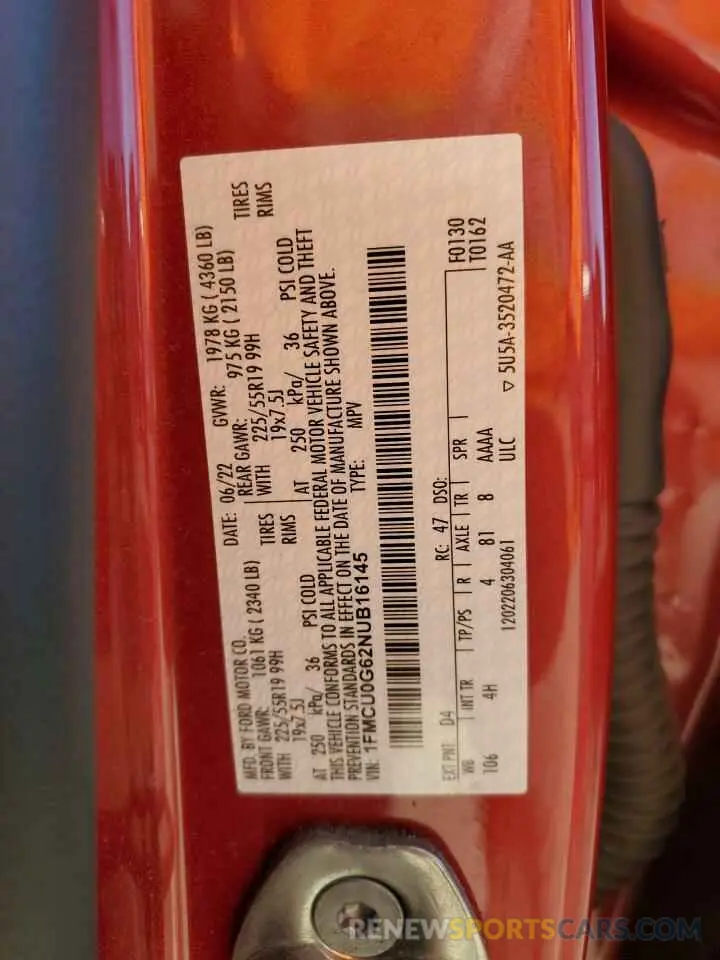 MFD. BY FORD MOTOR CO.
DATE: 06/22 GVWR: 1978 KG ( 4360 LB)
FRONT GAWR: 1061 KG ( 2340 LB) REAR GAWR: 975 KG ( 2150 LB)
WITH 225/55R19 99H TIRES WITH 225/55R19 99H TIRES
19x7.5J RIMS 19x7.5J RIMS
AT 250 kPa/ 36 PSI COLD AT 250 kPa/ 36 PSI COLD
THIS VEHICLE CONFORMS TO ALL APPLICABLE FEDERAL MOTOR VEHICLE SAFETY AND THEFT
PREVENTION STANDARDS IN EFFECT ON THE DATE OF MANUFACTURE SHOWN ABOVE.
VIN: 1FMCU0G62NUB16145 TYPE: MPV
F0130
EXT PNT: D4 RC: 47 DSO: T0162
WB INT TR TP/PS R AXLE TR SPR
106 4H 4 81 8 AAAA
1202206304061 ULC ▽ 5U5A-3520472-AA
RENEWSPORTSCARS.COM